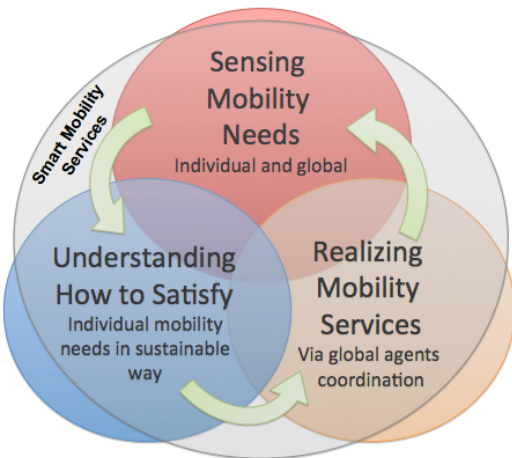 Sensing
Mobility
Needs
Individual and global
Smart Mobility
Services
Understanding
How to Satisfy
Individual mobility
needs in sustainable
way
Realizing
Mobility
Services
Via global agents
coordination